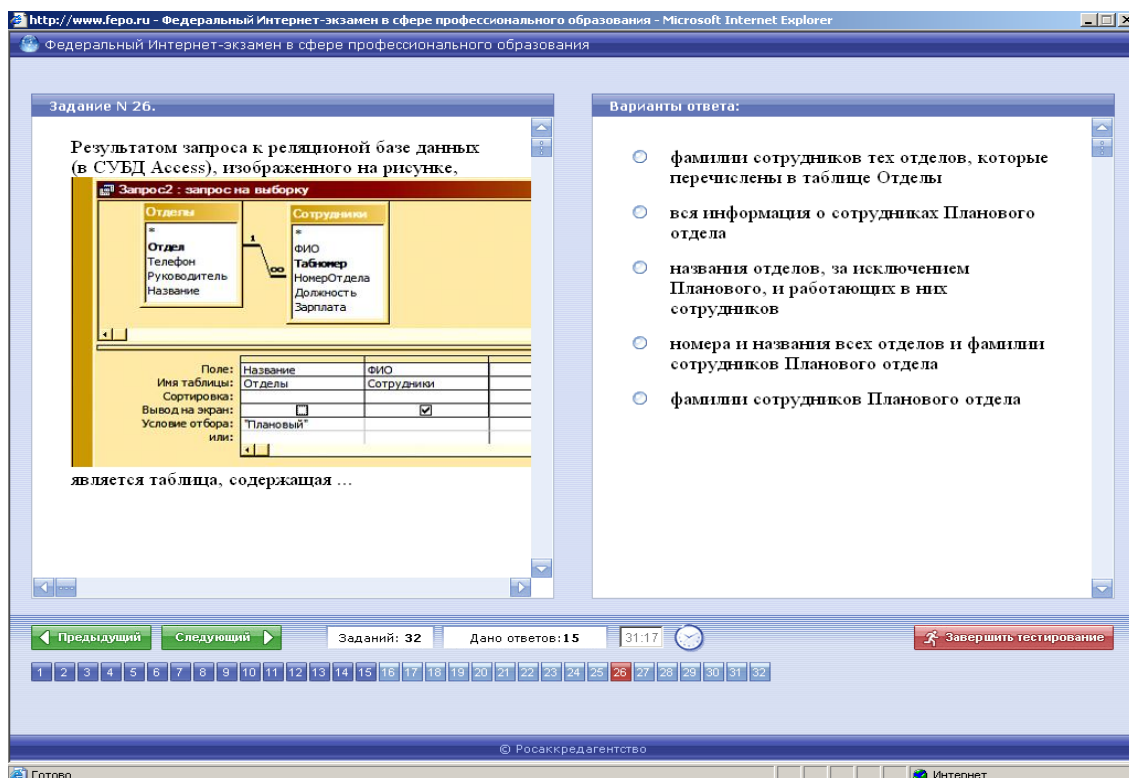 http://www.fepo.ru - Федеральный Интернет-экзамен в сфере профессионального образования - Microsoft Internet Explorer
Федеральный Интернет-экзамен в сфере профессионального образования
Задание N 26.
Результатом запроса к реляционой базе данных
(в СУБД Access), изображенного на рисунке,
Запрос2 : запрос на выборку
Отделы
*
Отдел
Телефон
Руководитель
Название
1
∞
Сотрудники
*
ФИО
Табномер
НомерОтдела
Должность
Зарплата
Поле: Название ФИО
Имя таблицы: Отделы Сотрудники
Сортировка:
Вывод на экран:
Условие отбора: "Плановый"
или:
является таблица, содержащая ...
Варианты ответа:
фамилии сотрудников тех отделов, которые
перечислены в таблице Отделы
вся информация о сотрудниках Планового
отдела
названия отделов, за исключением
Планового, и работающих в них
сотрудников
номера и названия всех отделов и фамилии
сотрудников Планового отдела
фамилии сотрудников Планового отдела
Предыдущий Следующий Заданий: 32 Дано ответов:15 31:17 Завершить тестирование
1 2 3 4 5 6 7 8 9 10 11 12 13 14 15 16 17 18 19 20 21 22 23 24 25 26 27 28 29 30 31 32
© Росаккредагентство
Готово Интернет